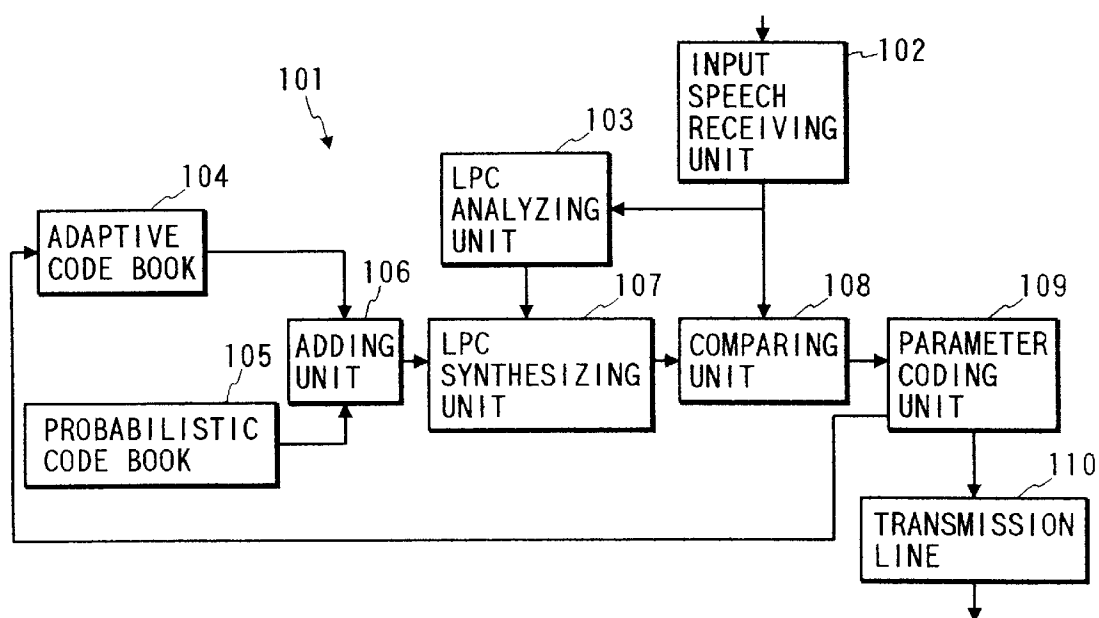 101
102
INPUT
SPEECH
RECEIVING
UNIT
103
LPC
ANALYZING
UNIT
104
ADAPTIVE
CODE BOOK
105
PROBABILISTIC
CODE BOOK
106
ADDING
UNIT
107
LPC
SYNTHESIZING
UNIT
108
COMPARING
UNIT
109
PARAMETER
CODING
UNIT
110
TRANSMISSION
LINE